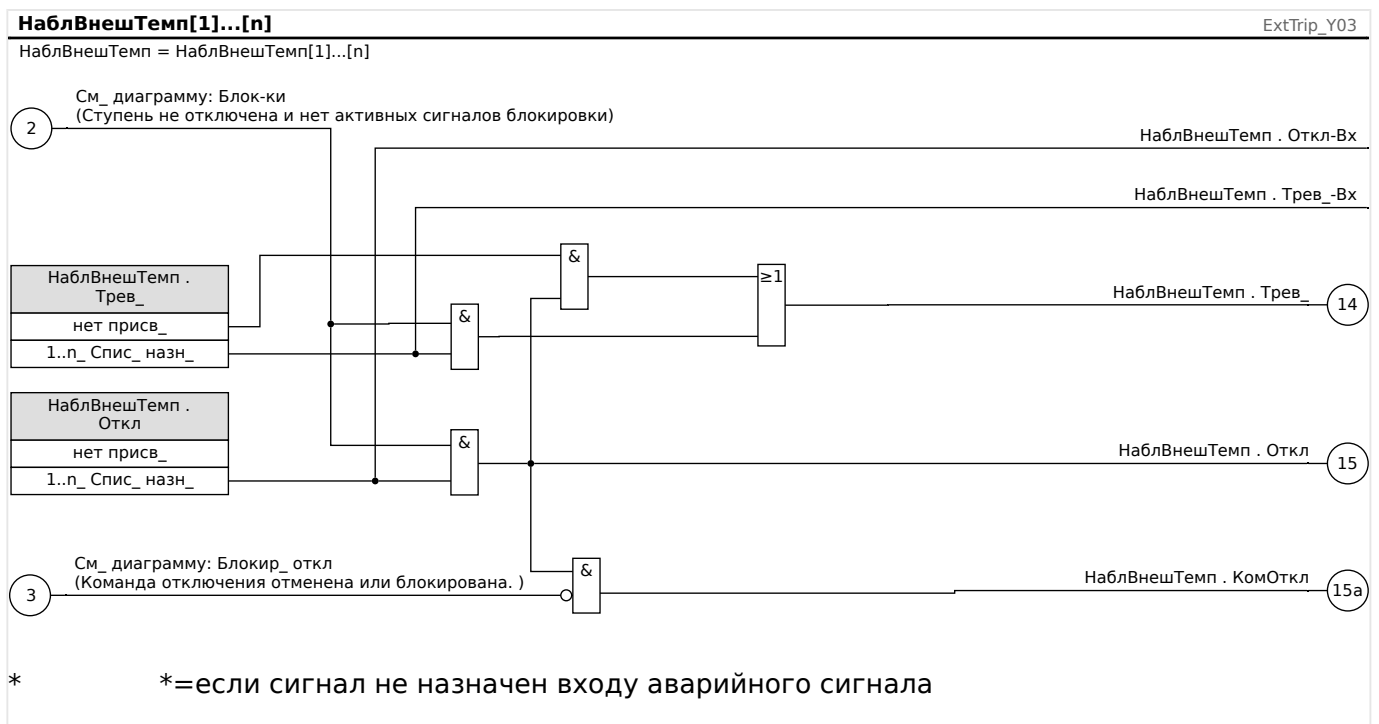 НаблВнешТемп[1]...[n]
ExtTrip_Y03
НаблВнешТемп = НаблВнешТемп[1]...[n]
См_ диаграмму: Блок-ки
(Ступень не отключена и нет активных сигналов блокировки)
2
НаблВнешТемп . Откл-Вх
НаблВнешТемп . Трев_-Вх
&
НаблВнешТемп .
Трев_
нет присв_
1..n_ Спис_ назн_
&
≥1
НаблВнешТемп . Трев_
14
НаблВнешТемп .
Откл
нет присв_
1..n_ Спис_ назн_
&
НаблВнешТемп . Откл
15
См_ диаграмму: Блокир_ откл
(Команда отключения отменена или блокирована. )
3
&
НаблВнешТемп . КомОткл
15a
* *=если сигнал не назначен входу аварийного сигнала